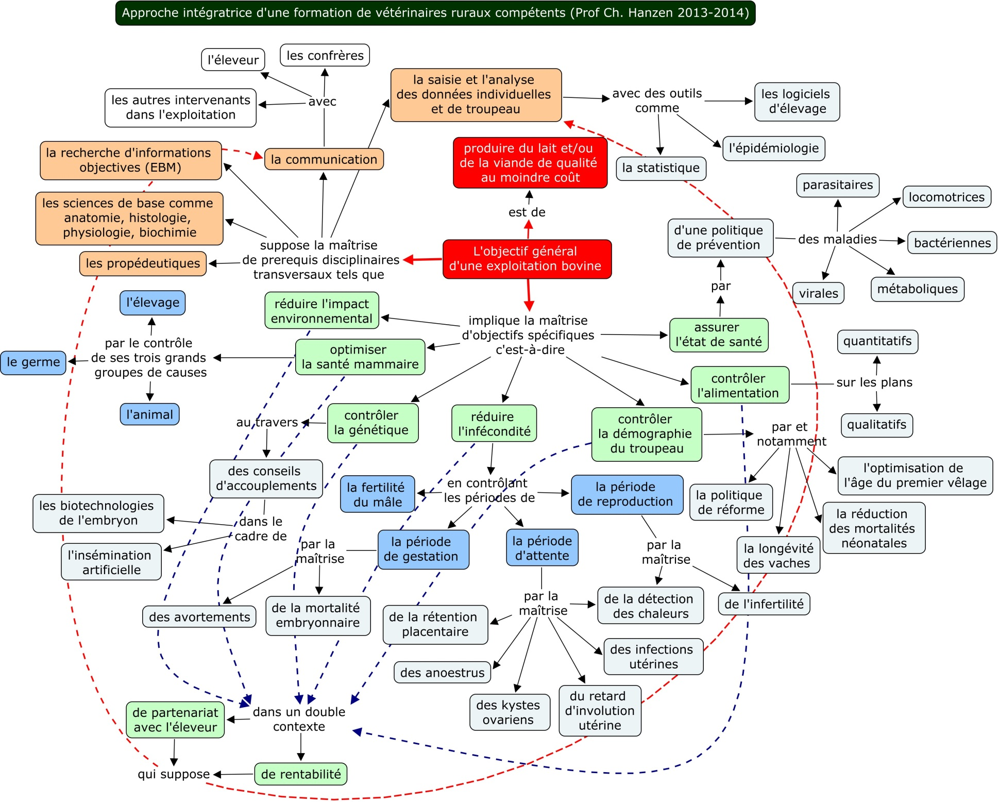 Approche intégratrice d'une formation de vétérinaires ruraux compétents (Prof Ch. Hanzen 2013-2014)
l'éleveur
les confrères
les autres intervenants
dans l'exploitation
avec
la saisie et l'analyse
des données individuelles
et de troupeau
avec des outils
comme
les logiciels
d'élevage
l'épidémiologie
la statistique
la recherche d'informations
objectives (EBM)
la communication
produire du lait et/ou
de la viande de qualité
au moindre coût
est de
les sciences de base comme
anatomie, histologie,
physiologie, biochimie
les propédeutiques
suppose la maîtrise
de prerequis disciplinaires
transversaux tels que
L'objectif général
d'une exploitation bovine
d'une politique
de prévention
des maladies
parasitaires
locomotrices
bactériennes
métaboliques
virales
par
assurer
l'état de santé
l'élevage
par le contrôle
de ses trois grands
groupes de causes
le germe
l'animal
réduire l'impact
environnemental
optimiser
la santé mammaire
implique la maîtrise
d'objectifs spécifiques
c'est-à-dire
contrôler
l'alimentation
sur les plans
quantitatifs
qualitatifs
au travers
contrôler
la génétique
réduire
l'infécondité
contrôler
la démographie
du troupeau
par et
notamment
l'optimisation de
l'âge du premier vêlage
la politique
de réforme
la réduction
des mortalités
néonatales
la longévité
des vaches
des conseils
d'accouplements
dans le
cadre de
les biotechnologies
de l'embryon
l'insémination
artificielle
la fertilité
du mâle
en contrôlant
les périodes de
la période
de reproduction
la période
de gestation
la période
d'attente
par la
maîtrise
des avortements
de la mortalité
embryonnaire
par la
maîtrise
de la détection
des chaleurs
de l'infertilité
par la
maîtrise
de la rétention
placentaire
des anoestrus
des kystes
ovariens
du retard
d'involution
utérine
des infections
utérines
dans un double
contexte
de partenariat
avec l'éleveur
de rentabilité
qui suppose